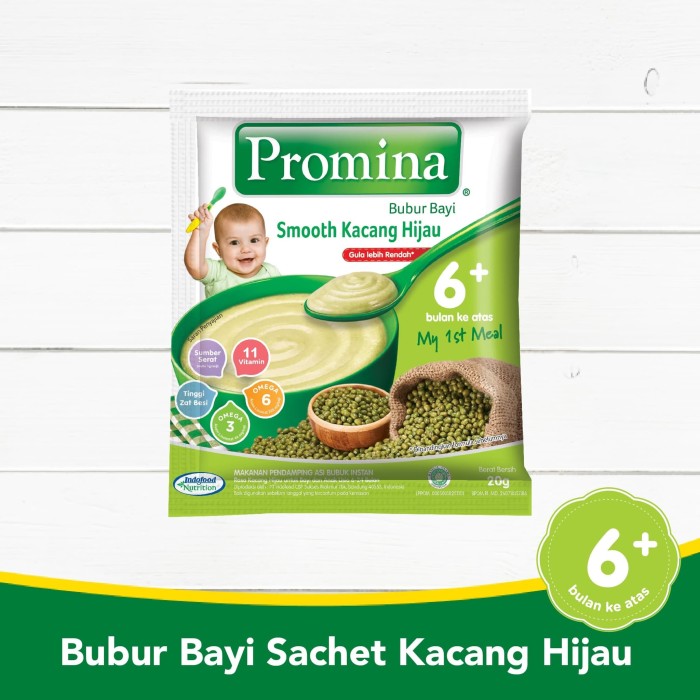 Promina
®
Bubur Bayi
Smooth Kacang Hijau
Gula lebih Rendah*
6+
bulan ke atas
My 1st Meal
Saran Penyajian
Sumber
Serat
11
Vitamin
Tinggi
Zat Besi
OMEGA
3
OMEGA
6
Indofood
Nutrition
MAKANAN PENDAMPING ASI BUBUK INSTAN
Berat Bersih
20g
6+
bulan ke atas
Bubur Bayi Sachet Kacang Hijau